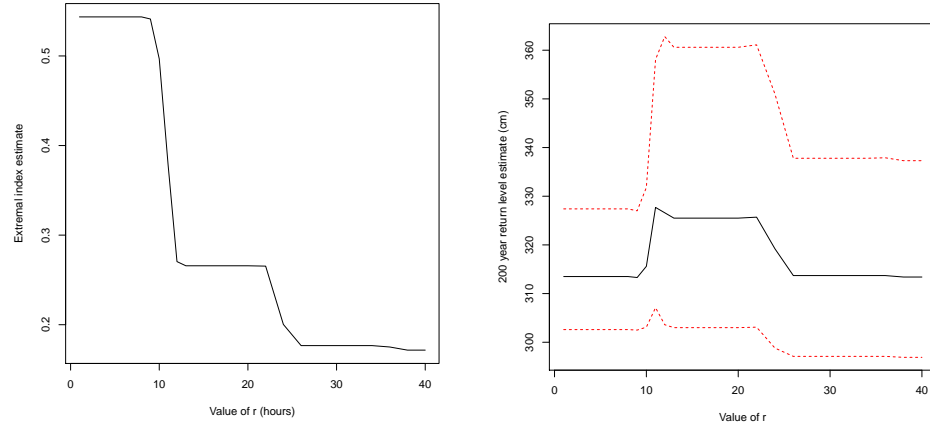 Extremal index estimate
0.5
0.4
0.3
0.2
0 10 20 30 40
Value of r (hours)
200 year return level estimate (cm)
360
350
340
330
320
310
300
0 10 20 30 40
Value of r